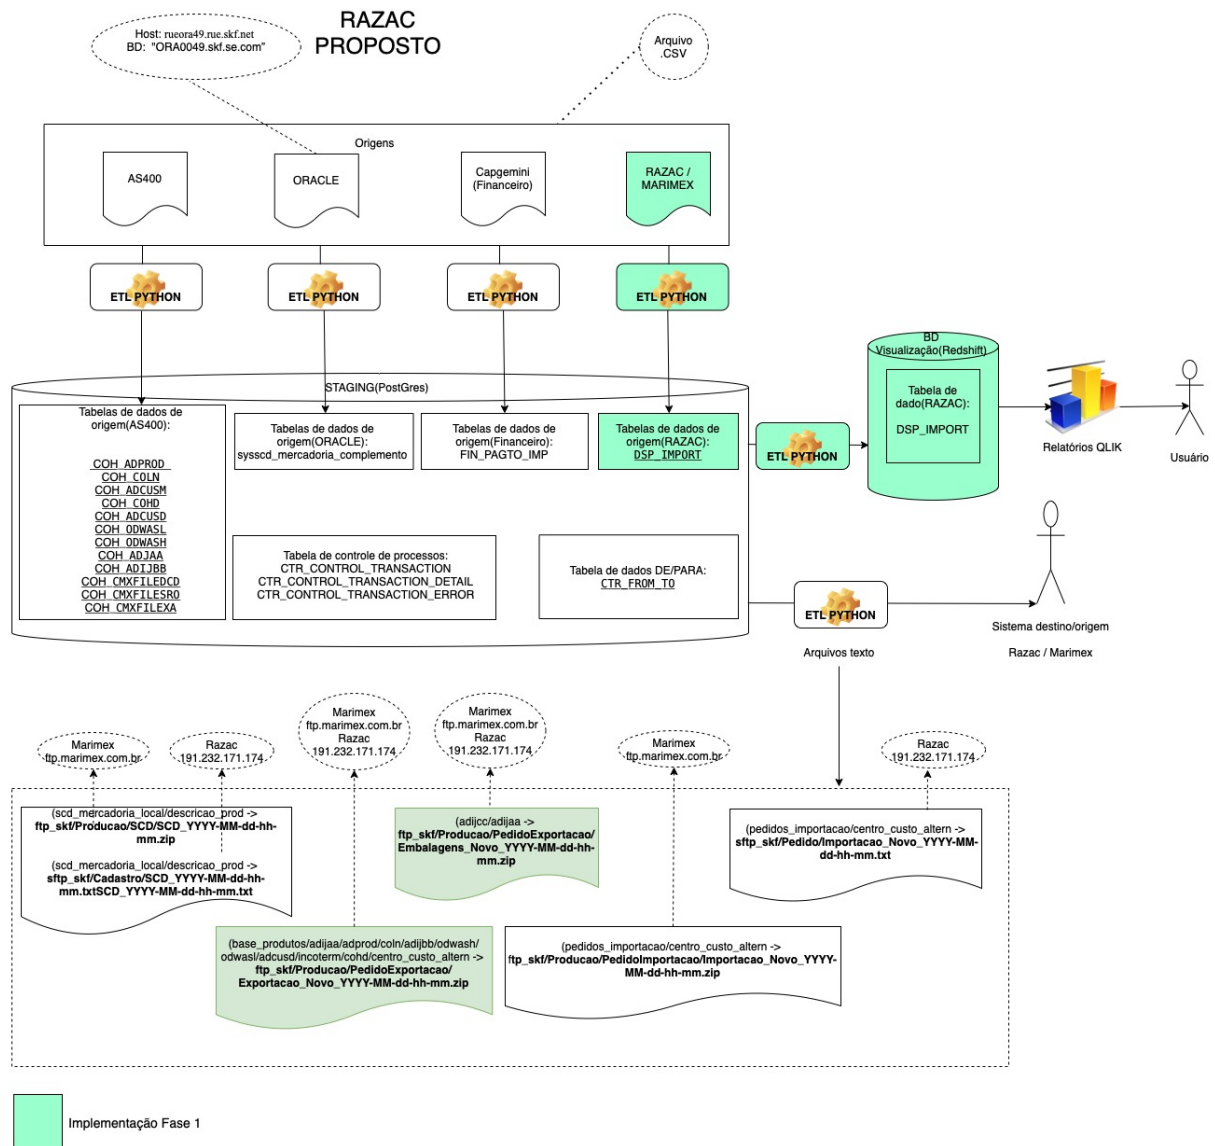 RAZAC
PROPOSTO
Host: rueora49.rue.skf.net
BD: "ORA0049.skf.se.com"
Arquivo
.CSV
Origens
AS400
ORACLE
Capgemini
(Financeiro)
RAZAC /
MARIMEX
ETL PYTHON
ETL PYTHON
ETL PYTHON
ETL PYTHON
STAGING(PostGres)
Tabelas de dados de
origem(AS400):
COH_ADPROD
COH_COLN
COH_ADCUSM
COH_COHD
COH_ADCUSD
COH_ODWASL
COH_ODWASH
COH_ADJAA
COH_ADIJBB
COH_CMXFILEDCD
COH_CMXFILESRO
COH_CMXFILEXA
Tabelas de dados de
origem(ORACLE):
sysscd_mercadoria_complemento
Tabelas de dados de
origem(Financeiro):
FIN_PAGTO_IMP
Tabelas de dados de
origem(RAZAC):
DSP_IMPORT
ETL PYTHON
BD
Visualização(Redshift)
Tabela de
dado(RAZAC):
DSP_IMPORT
Relatórios QLIK
Usuário
Tabela de controle de processos:
CTR_CONTROL_TRANSACTION
CTR_CONTROL_TRANSACTION_DETAIL
CTR_CONTROL_TRANSACTION_ERROR
Tabela de dados DE/PARA:
CTR_FROM_TO
ETL PYTHON
Arquivos texto
Sistema destino/origem
Razac / Marimex
Marimex
ftp.marimex.com.br
Razac
191.232.171.174
Marimex
ftp.marimex.com.br
Razac
191.232.171.174
Marimex
ftp.marimex.com.br
Razac
191.232.171.174
Marimex
ftp.marimex.com.br
Razac
191.232.171.174
(scd_mercadoria_local/descricao_prod ->
ftp_skf/Producao/SCD/SCD_YYYY-MM-dd-hh-
mm.zip
(scd_mercadoria_local/descricao_prod ->
sftp_skf/Cadastro/SCD_YYYY-MM-dd-hh-
mm.txtSCD_YYYY-MM-dd-hh-mm.txt
(adijcc/adijaa ->
ftp_skf/Producao/PedidoExportacao/
Embalagens_Novo_YYYY-MM-dd-hh-
mm.zip
(pedidos_importação/centro_custo_altern ->
sftp_skf/Pedido/Importacao_Novo_YYYY-MM-
dd-hh-mm.txt
(base_produtos/adijaa/adprod/coln/adijbb/odwash/
odwasl/adcusd/incoterm/cohd/centro_custo_altern ->
ftp_skf/Producao/PedidoExportacao/
Exportacao_Novo_YYYY-MM-dd-hh-mm.zip
(pedidos_importacao/centro_custo_altern ->
ftp_skf/Producao/PedidoImportacao/Importacao_Novo_YYYY-
MM-dd-hh-mm.zip
Implementação Fase 1